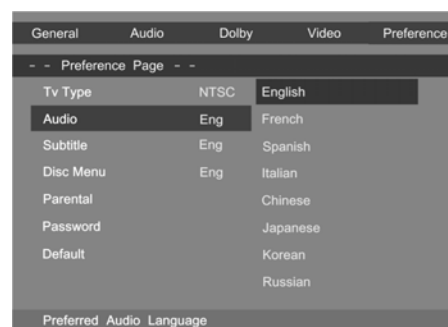 General Audio Dolby Video Preference
- - Preference Page - -
Tv Type NTSC English
Audio Eng French
Subtitle Eng Spanish
Disc Menu Eng Italian
Parental Chinese
Password Japanese
Default Korean
Russian
Preferred Audio Language